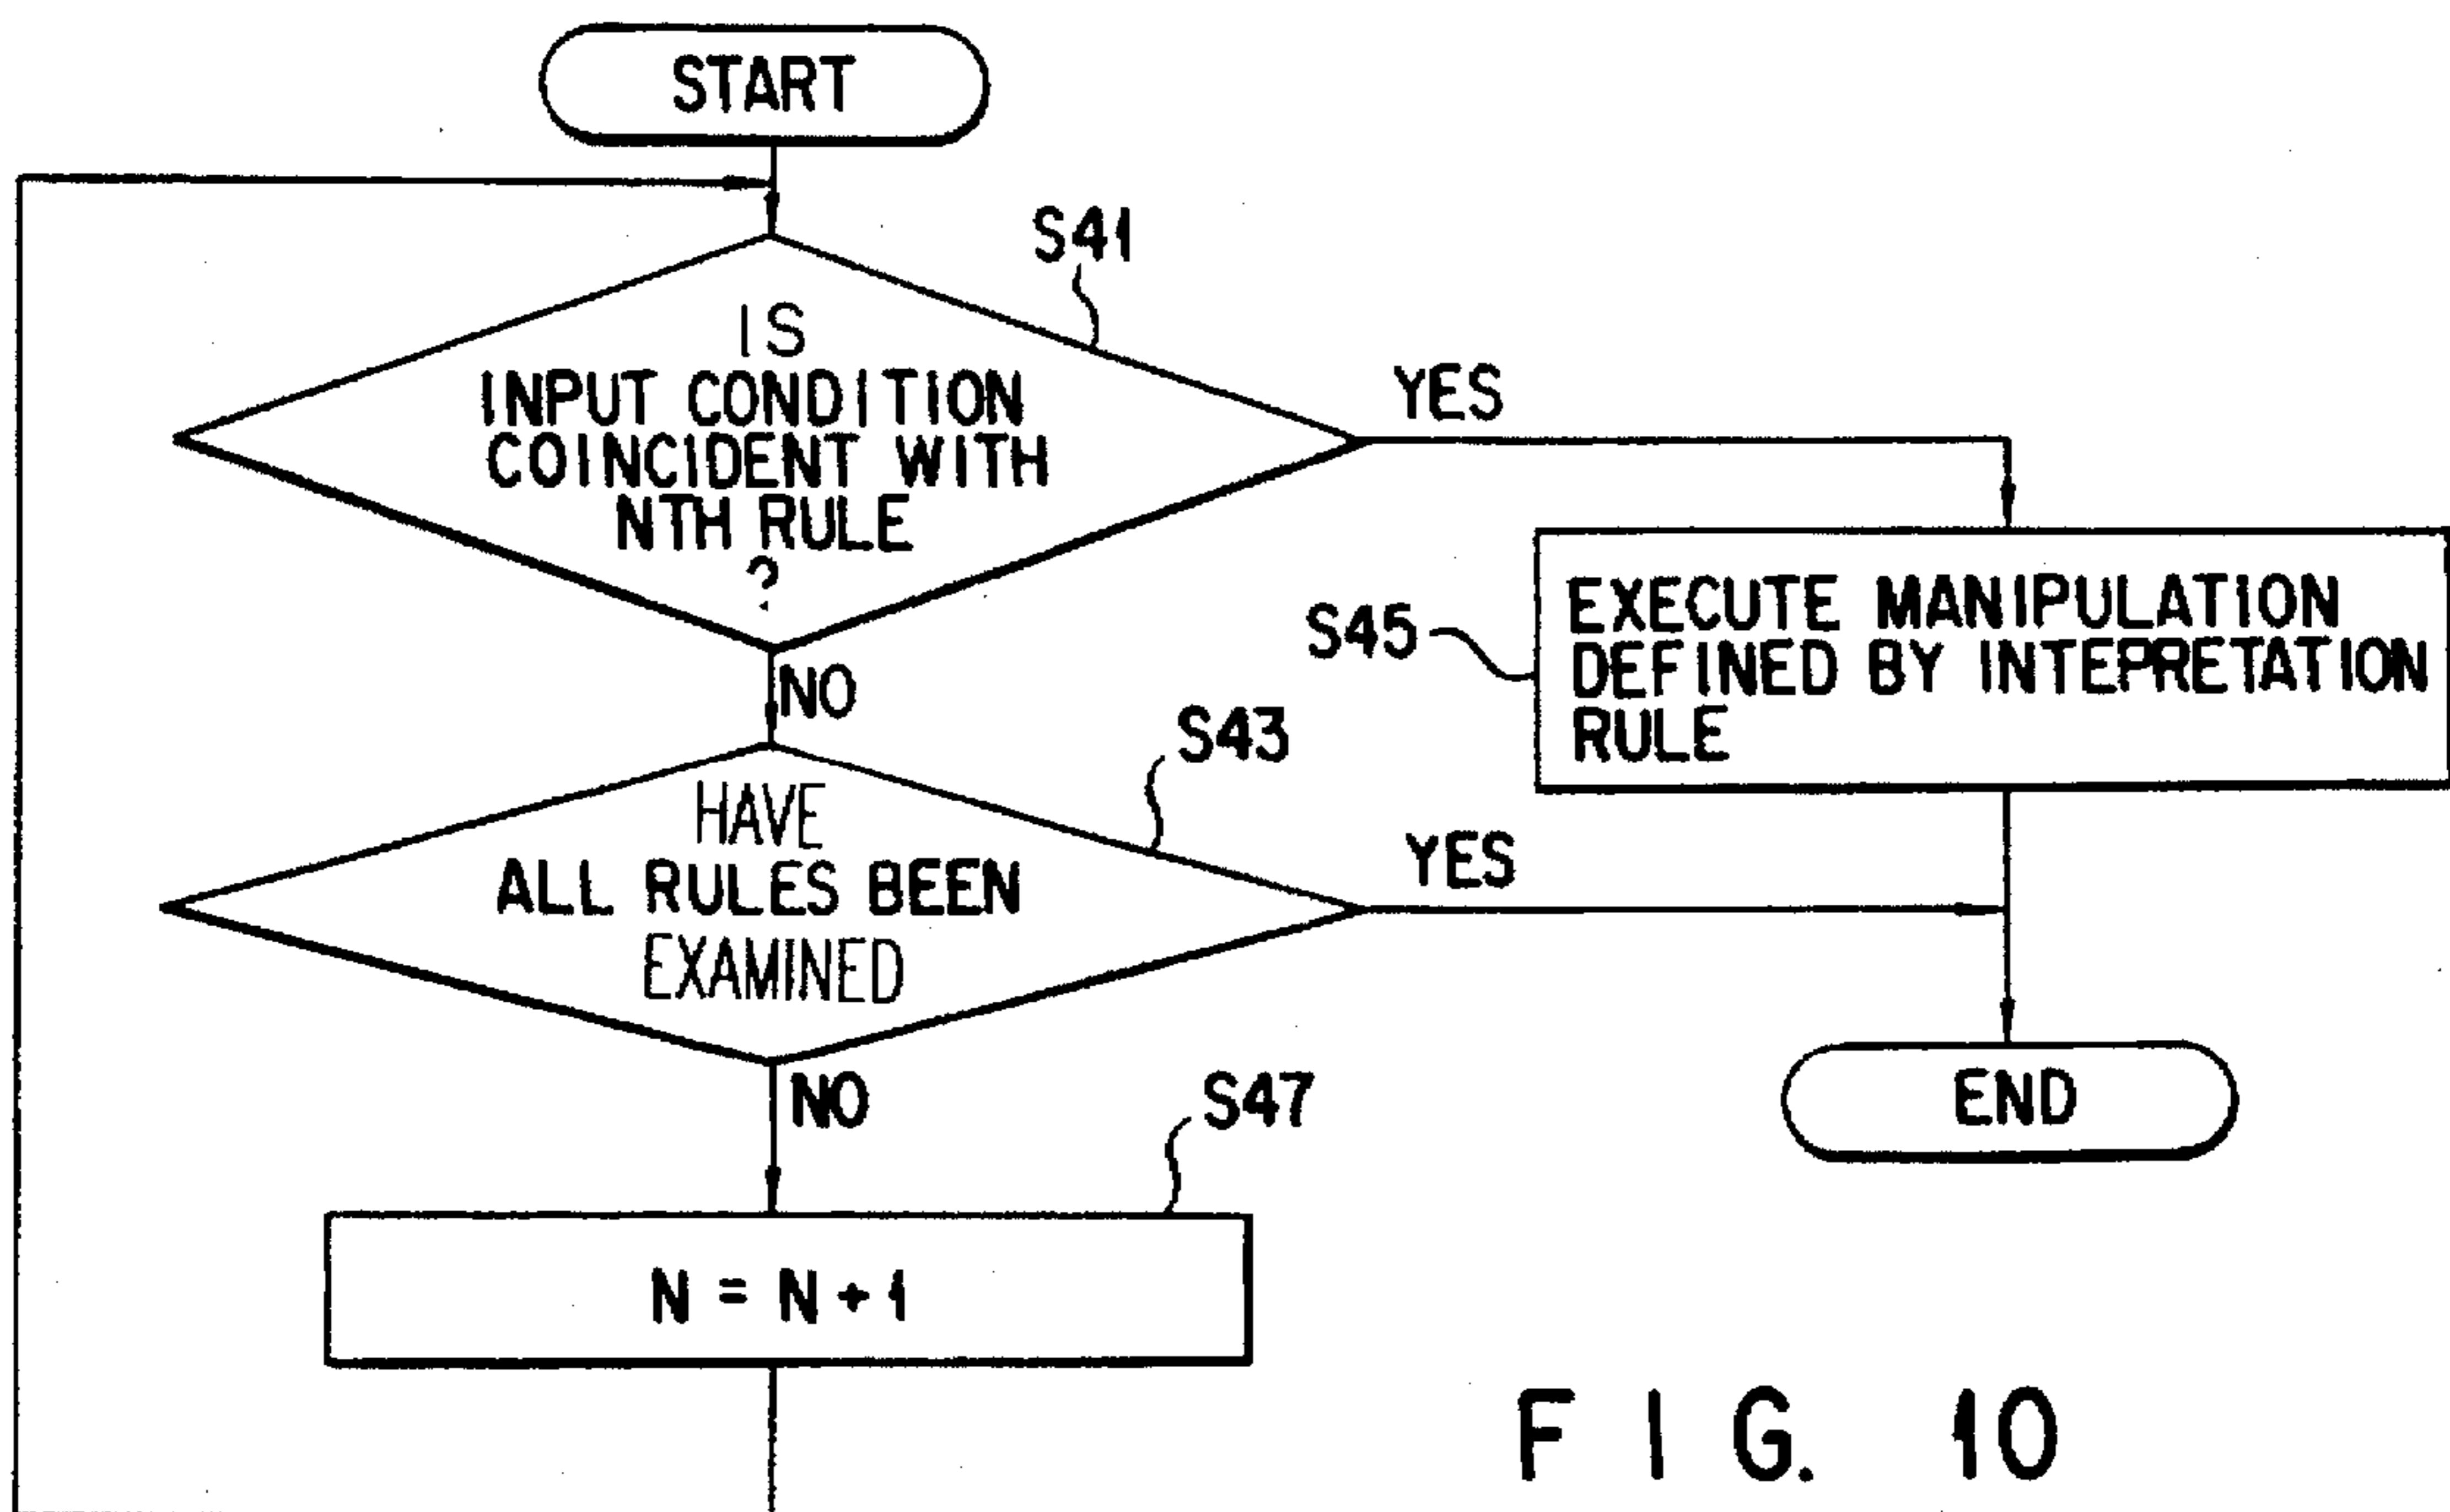 START
S41
IS
INPUT CONDITION
COINCIDENT WITH
NTH RULE
?
YES
NO
S45
EXECUTE MANIPULATION
DEFINED BY INTEPRETATION
RULE
S43
HAVE
ALL RULES BEEN
EXAMINED
YES
NO
END
S47
N = N + 1
FIG. 10